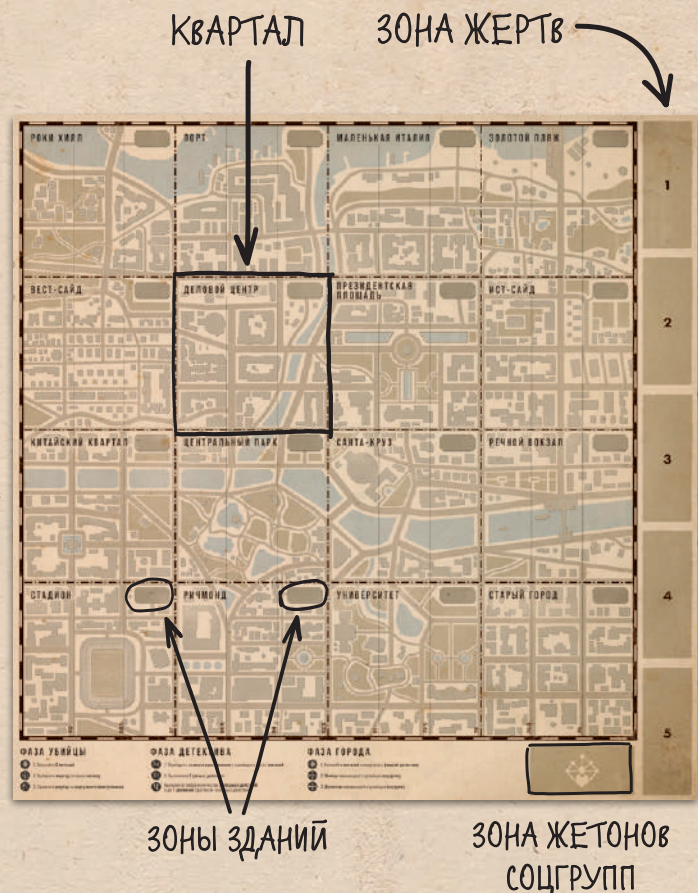 КВАРТАЛ
ЗОНА ЖЕРТВ
РОКИ ХИЛЛ
ПОРТ
МАЛЕНЬКАЯ ИТАЛИЯ
ЗОЛОТОЙ ПЛЯЖ
1
ВЕСТ-САЙД
ДЕЛОВОЙ ЦЕНТР
ПРЕЗИДЕНТСКАЯ
ПЛОЩАДЬ
ИСТ-САЙД
2
КИТАЙСКИЙ КВАРТАЛ
ЦЕНТРАЛЬНЫЙ ПАРК
САНТА-КРУЗ
РЕЧНОЙ ВОКЗАЛ
3
СТАДИОН
РИЧМОНД
УНИВЕРСИТЕТ
СТАРЫЙ ГОРОД
4
5
ФАЗА УБИЙЦЫ
ФАЗА ДЕТЕКТИВА
ФАЗА ГОРОДА
ЗОНЫ ЗДАНИЙ
ЗОНА ЖЕТОНОВ
СОЦГРУПП